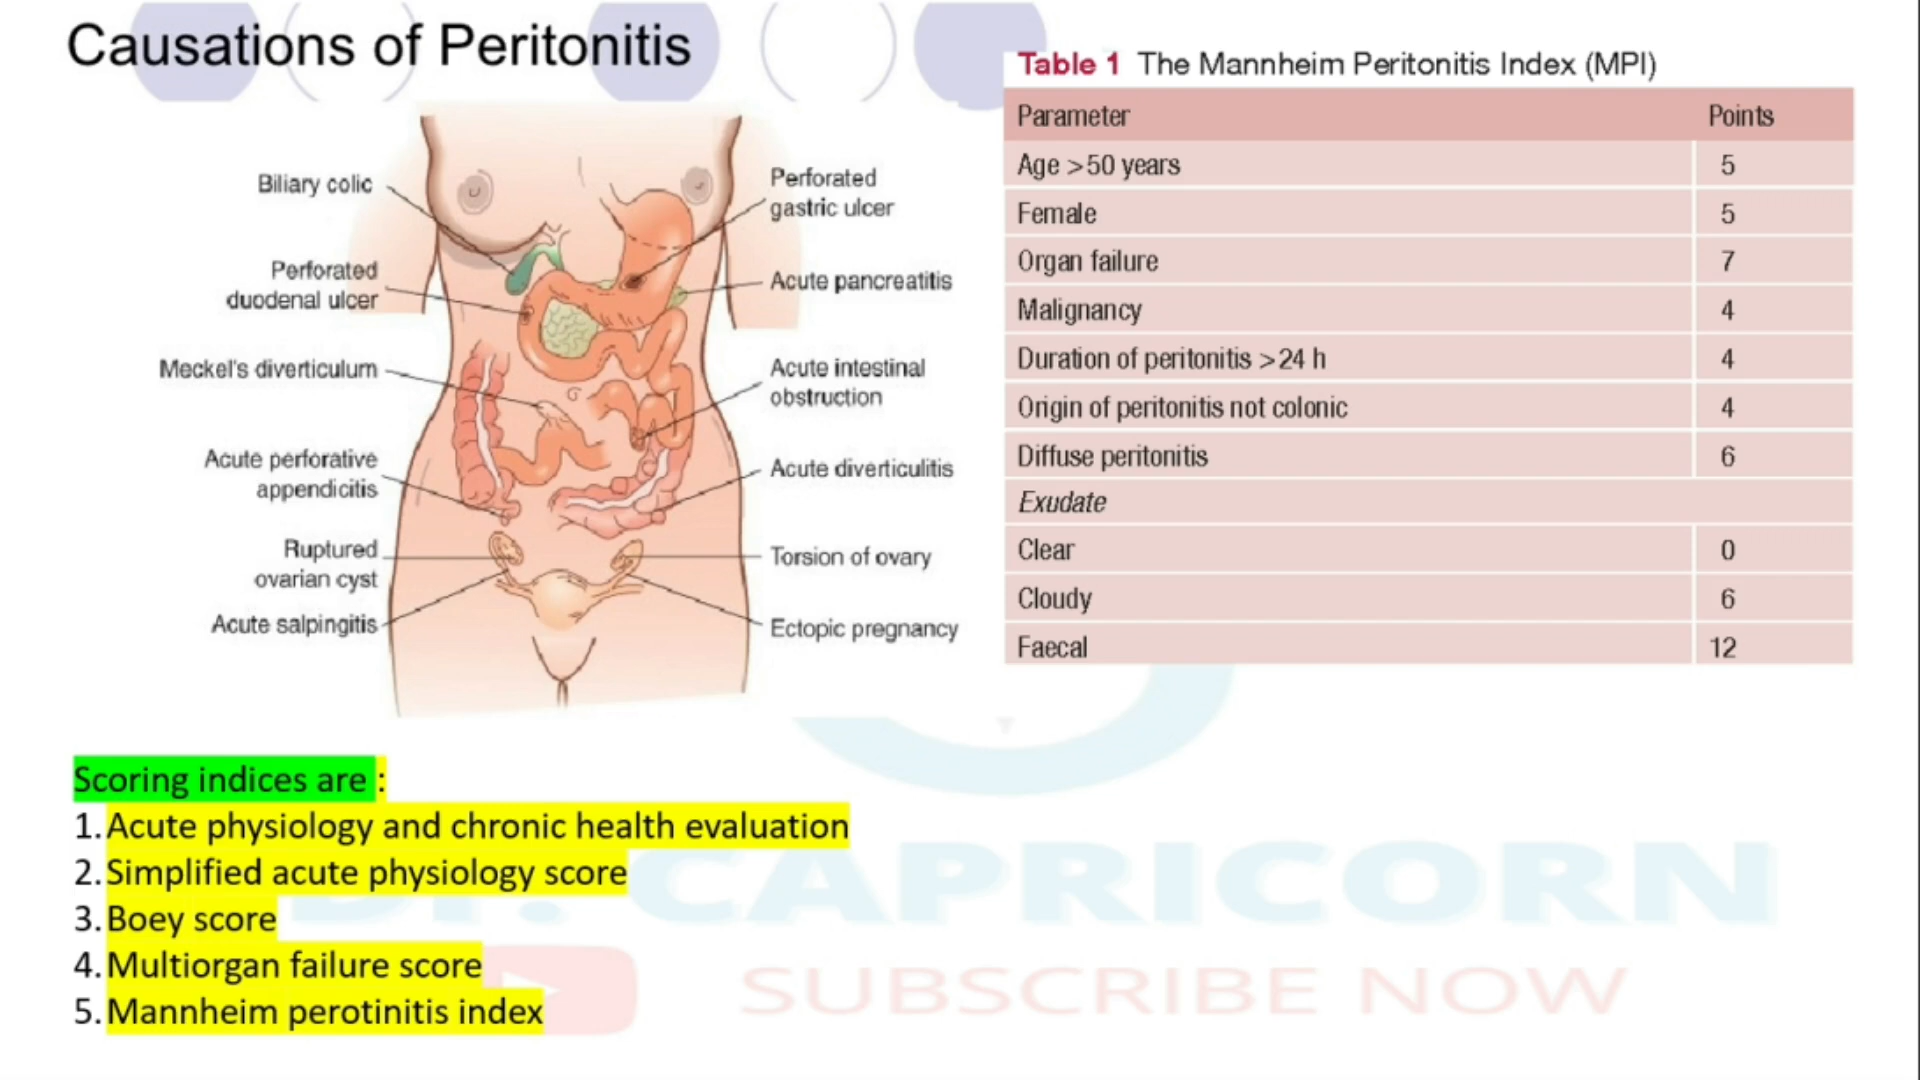 Causations of Peritonitis
Biliary colic
Perforated
duodenal ulcer
Meckel's diverticulum
Acute perforative
appendicitis
Ruptured
ovarian cyst
Acute salpingitis
Perforated
gastric ulcer
Acute pancreatitis
Acute intestinal
obstruction
Acute diverticulitis
Torsion of ovary
Ectopic pregnancy
Table 1 The Mannheim Peritonitis Index (MPI)
Parameter Points
Age >50 years 5
Female 5
Organ failure 7
Malignancy 4
Duration of peritonitis >24 h 4
Origin of peritonitis not colonic 4
Diffuse peritonitis 6
Exudate
Clear 0
Cloudy 6
Faecal 12
Scoring indices are :
1. Acute physiology and chronic health evaluation
2. Simplified acute physiology score
3. Boey score
4. Multiorgan failure score
5. Mannheim perotinitis index
Dr. CAPRICORN
SUBSCRIBE NOW